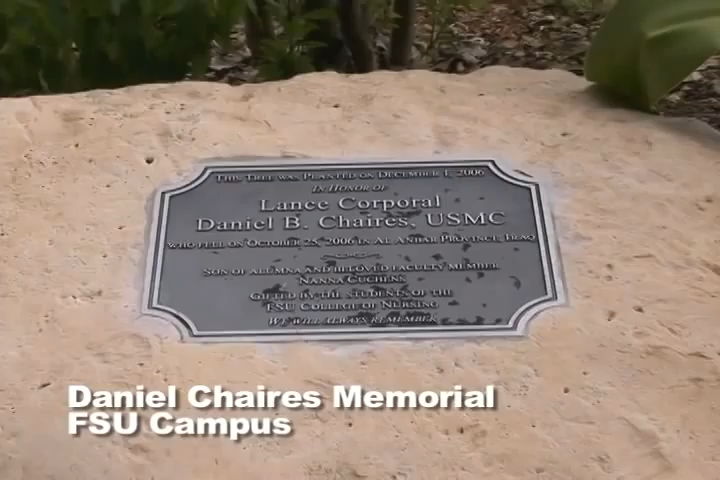 This Tree was Planted on December 1, 2006
In Honor of
Lance Corporal
Daniel B. Chaires, USMC
who fell on October 25, 2006 in Al Anbar Province, Iraq
Son of alumna and beloved faculty member
Nanna Cuchens
Gifted by the students of the
FSU College of Nursing
We will always remember
Daniel Chaires Memorial
FSU Campus